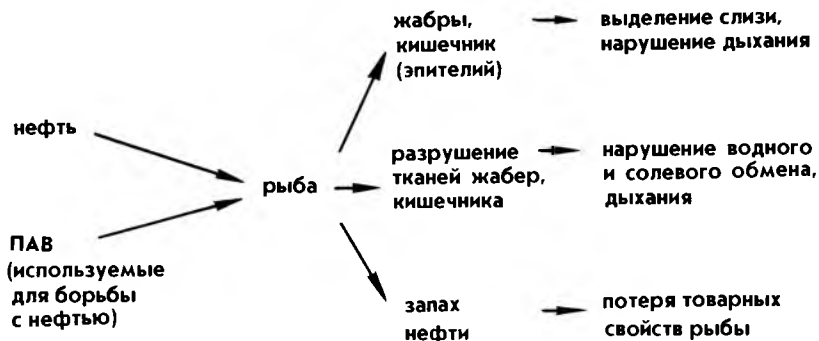 нефть
ПАВ
(используемые
для борьбы
с нефтью)
рыба
жабры,
кишечник
(эпителий)
выделение слизи,
нарушение дыхания
разрушение
тканей жабер,
кишечника
нарушение водного
и солевого обмена,
дыхания
запах
нефти
потеря товарных
свойств рыбы